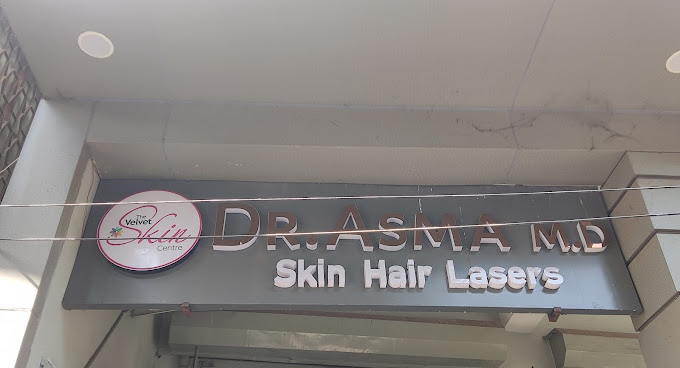 The
Velvet
Skin
Centre
DR. ASMA M.D
Skin Hair Lasers